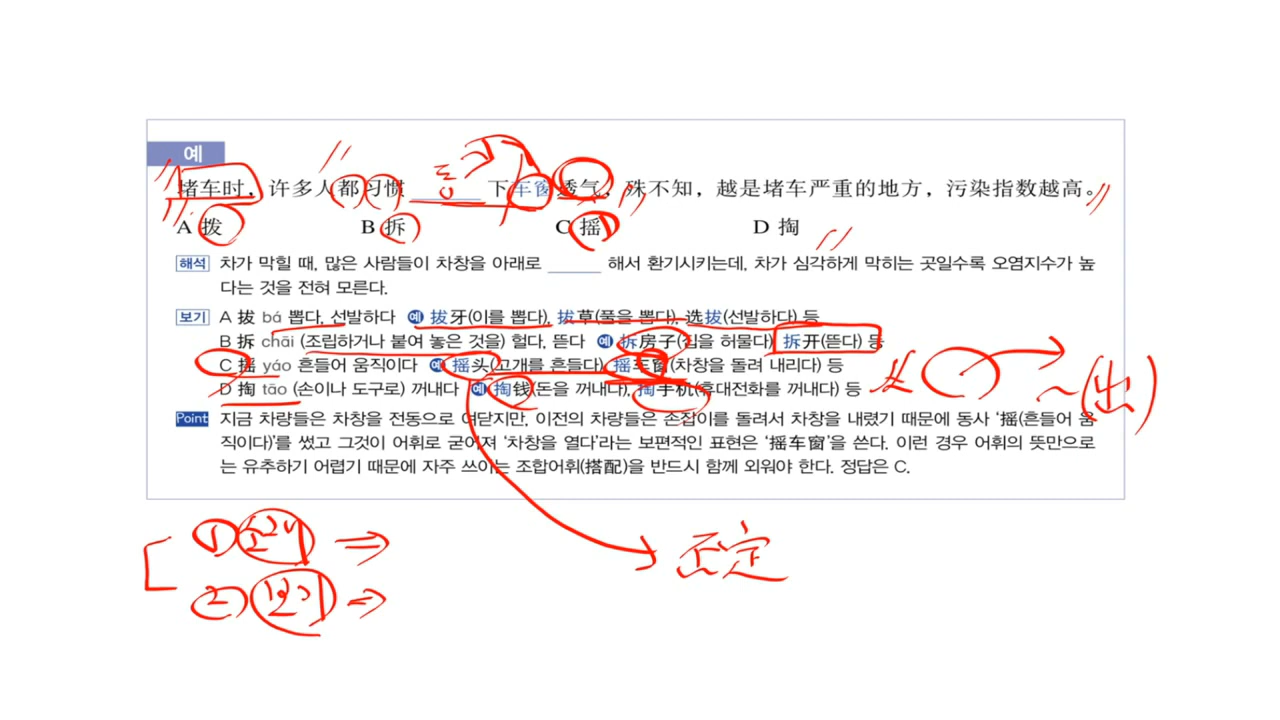 예
堵车时，许多人都习惯 ______ 下车窗透气，殊不知，越是堵车严重的地方，污染指数越高。
A 拨 B 拆 C 摇 D 掏
해석 차가 막힐 때, 많은 사람들이 차창을 아래로 ______ 해서 환기시키는데, 차가 심각하게 막히는 곳일수록 오염지수가 높
다는 것을 전혀 모른다.
보기 A 拔 bá 뽑다, 선발하다 예 拔牙(이를 뽑다), 拔草(풀을 뽑다), 选拔(선발하다) 등
B 拆 chāi (조립하거나 붙여 놓은 것을) 헐다, 뜯다 예 拆房子(집을 허물다), 拆开(뜯다) 등
C 摇 yáo 흔들어 움직이다 예 摇头(고개를 흔들다), 摇车窗(차창을 돌려 내리다) 등
D 掏 tāo (손이나 도구로) 꺼내다 예 掏钱(돈을 꺼내다), 掏手机(휴대전화를 꺼내다) 등
~(出)
Point 지금 차량들은 차창을 전동으로 여닫지만, 이전의 차량들은 손잡이를 돌려서 차창을 내렸기 때문에 동사 ‘摇(흔들어 움
직이다)’를 썼고 그것이 어휘로 굳어져 ‘차창을 열다’라는 보편적인 표현은 ‘摇车窗’을 쓴다. 이런 경우 어휘의 뜻만으로
는 유추하기 어렵기 때문에 자주 쓰이는 조합어휘(搭配)을 반드시 함께 외워야 한다. 정답은 C.
① 소거 ⇒
② 보기 ⇒
否定